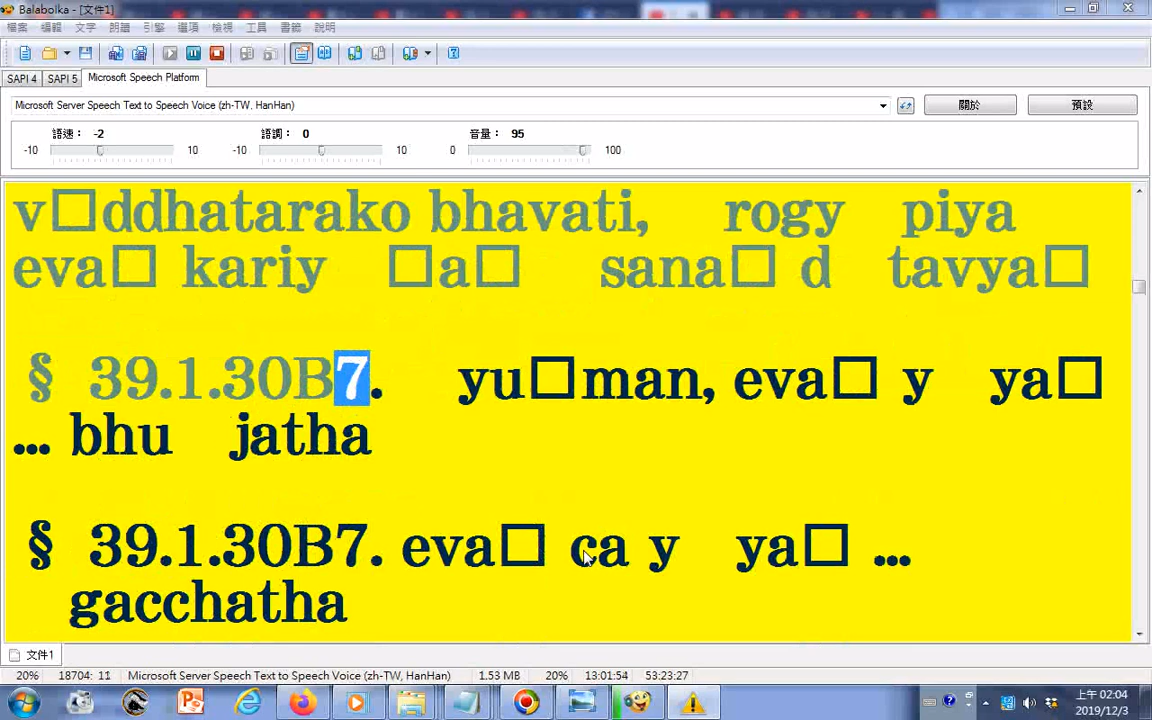 Balabolka - [文件1]
檔案 編輯 文字 朗讀 引擎 選項 檢視 工具 書籤 說明
SAPI 4 SAPI 5 Microsoft Speech Platform
Microsoft Server Speech Text to Speech Voice (zh-TW, HanHan) 關於 預設
語速： -2 語調： 0 音量： 95
-10 10 -10 10 0 100
v□ddhatarako bhavati, rogy piya
eva□ kariy □a□ sana□ d tavya□
§ 39.1.30B7. yu□man, eva□ y ya□
... bhu jatha
§ 39.1.30B7. eva□ ca y ya□ ...
gacchatha
文件1
20% 18704: 11 Microsoft Server Speech Text to Speech Voice (zh-TW, HanHan) 1.53 MB 20% 13:01:54 53:23:27
上午 02:04
2019/12/3